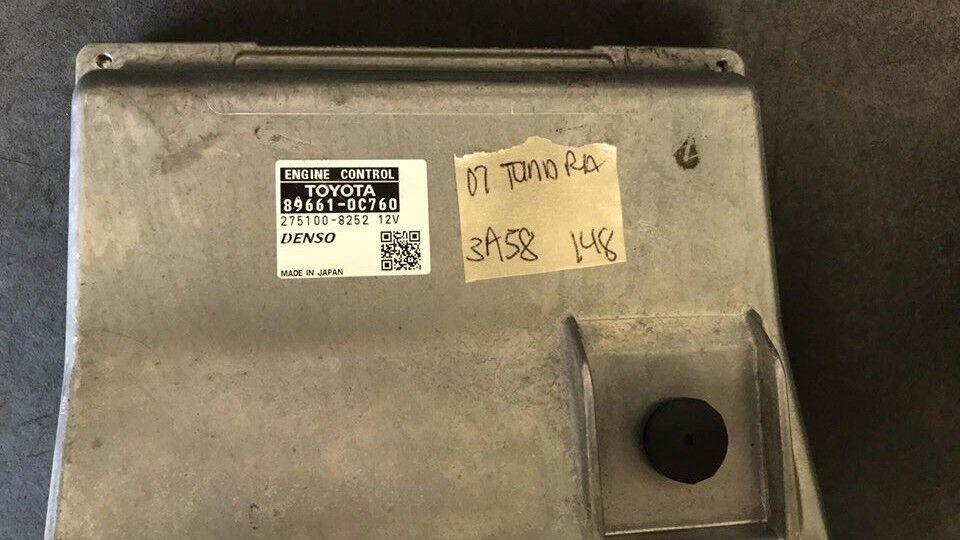 ENGINE CONTROL
TOYOTA
89661-0C760
275100-8252 12V
DENSO
MADE IN JAPAN
07 TUNDRA
3A58 148